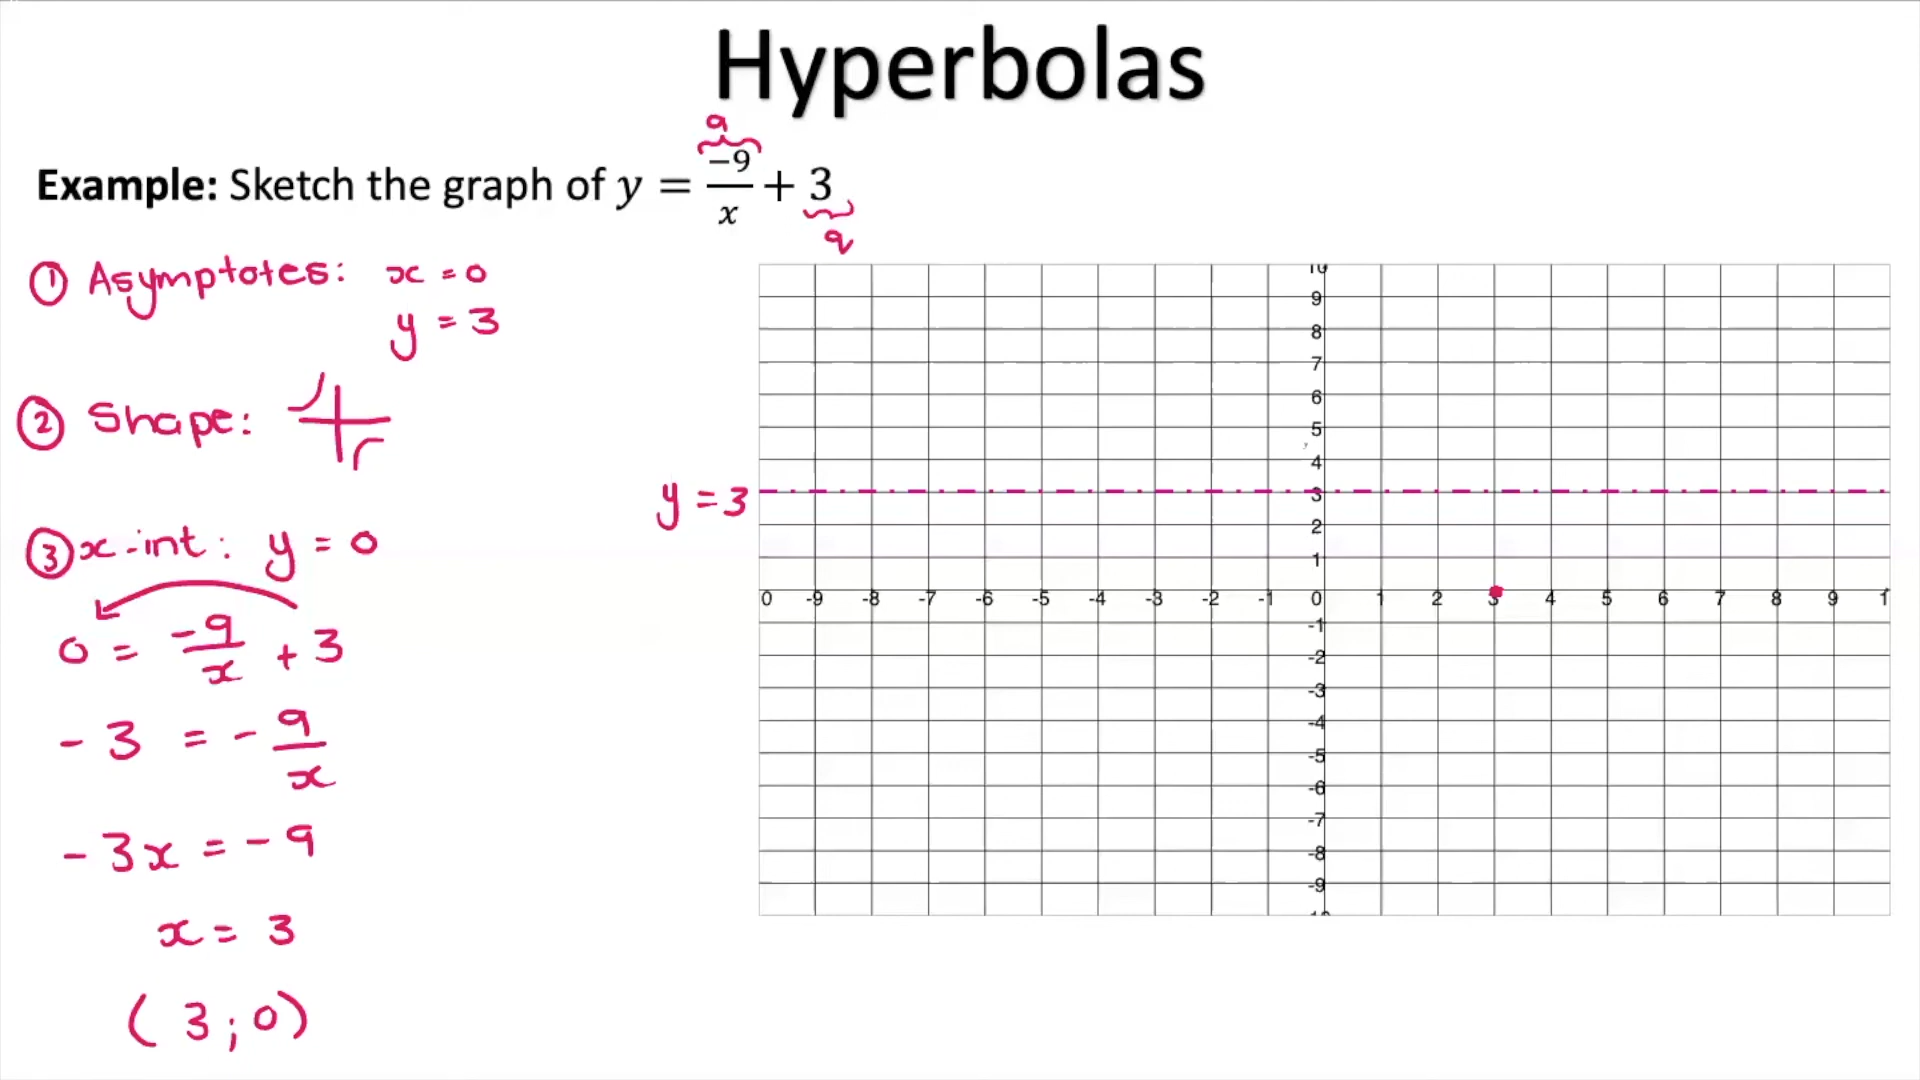 Hyperbolas
a
Example: Sketch the graph of y = -9/x + 3
q
① Asymptotes: x = 0
y = 3
② Shape:
③ x-int: y = 0
0 = -9/x + 3
-3 = -9/x
-3x = -9
x = 3
(3;0)
y = 3
10
9
8
7
6
5
4
3
2
1
0 -9 -8 -7 -6 -5 -4 -3 -2 -1 0 1 2 3 4 5 6 7 8 9 1
-1
-2
-3
-4
-5
-6
-7
-8
-9